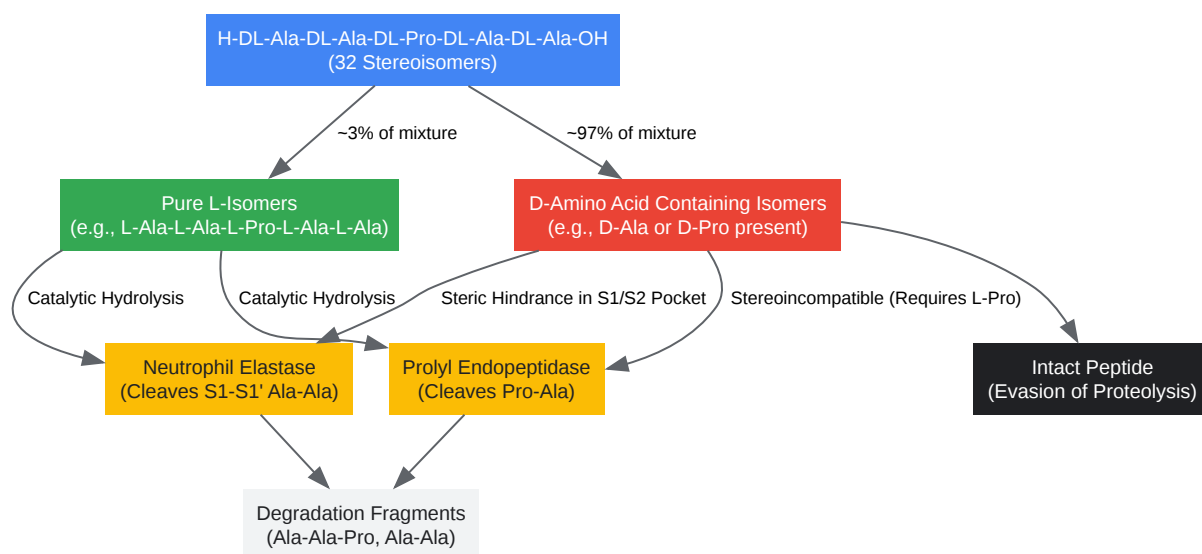 H-DL-Ala-DL-Ala-DL-Pro-DL-Ala-DL-Ala-OH
(32 Stereoisomers)
~3% of mixture
~97% of mixture
Pure L-Isomers
(e.g., L-Ala-L-Ala-L-Pro-L-Ala-L-Ala)
D-Amino Acid Containing Isomers
(e.g., D-Ala or D-Pro present)
Catalytic Hydrolysis
Catalytic Hydrolysis
Steric Hindrance in S1/S2 Pocket
Stereoincompatible (Requires L-Pro)
Neutrophil Elastase
(Cleaves S1-S1' Ala-Ala)
Prolyl Endopeptidase
(Cleaves Pro-Ala)
Intact Peptide
(Evasion of Proteolysis)
Degradation Fragments
(Ala-Ala-Pro, Ala-Ala)